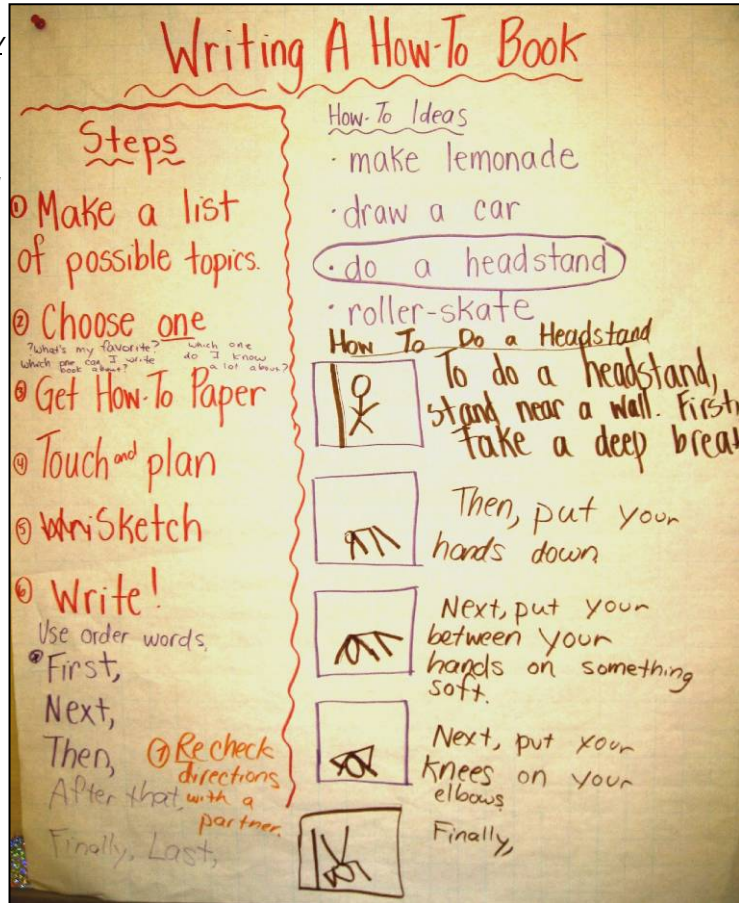 Writing A How-To Book
Steps
① Make a list
of possible topics.
② Choose one
?What's my favorite? which one
which one can I write do I know
book about? a lot about?
③ Get How-To Paper
④ Touch and plan
⑤ Sketch
⑥ Write!
Use order words,
First,
Next,
Then,
After that,
Finally, Last,
⑦ Recheck
directions
with a
partner.
How-To Ideas
· make lemonade
· draw a car
· do a headstand
· roller-skate
How To Do a Headstand
To do a headstand,
stand near a wall. First,
take a deep brea
Then, put your
hands down
Next, put your
between your
hands on something
soft.
Next, put your
knees on your
elbows
Finally,